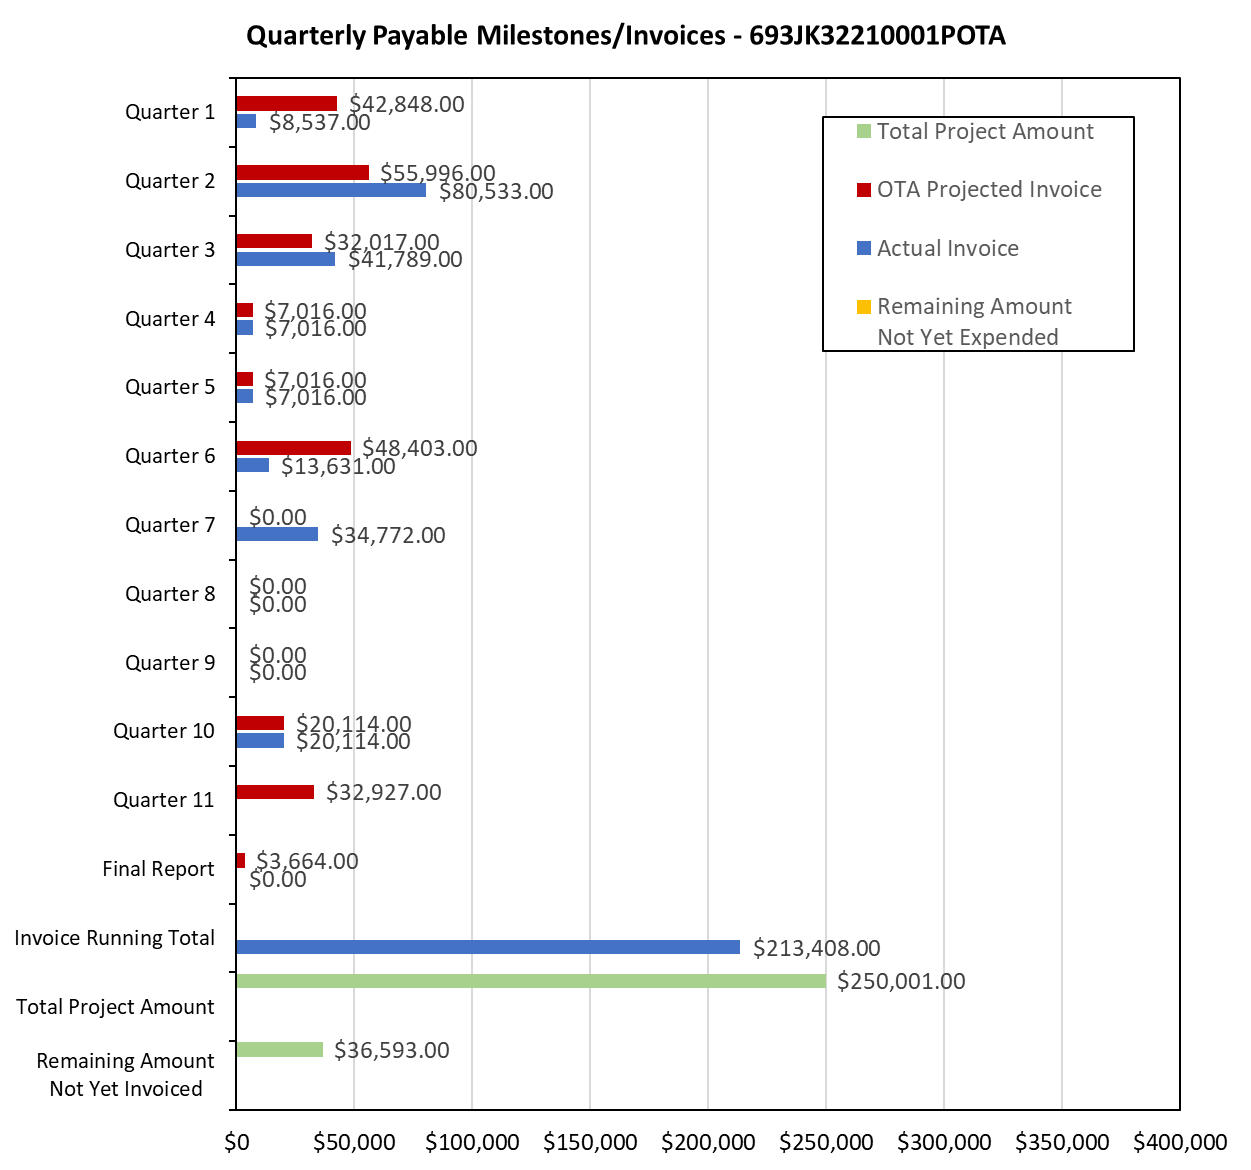 Quarterly Payable Milestones/Invoices - 693JK32210001POTA
Quarter 1
$42,848.00
$8,537.00
Quarter 2
$55,996.00
$80,533.00
Quarter 3
$32,017.00
$41,789.00
Quarter 4
$7,016.00
$7,016.00
Quarter 5
$7,016.00
$7,016.00
Quarter 6
$48,403.00
$13,631.00
Quarter 7
$0.00
$34,772.00
Quarter 8
$0.00
$0.00
Quarter 9
$0.00
$0.00
Quarter 10
$20,114.00
$20,114.00
Quarter 11
$32,927.00
Final Report
$3,664.00
$0.00
Invoice Running Total
$213,408.00
Total Project Amount
$250,001.00
Remaining Amount
Not Yet Invoiced
$36,593.00
Total Project Amount
OTA Projected Invoice
Actual Invoice
Remaining Amount
Not Yet Expended
$0 $50,000 $100,000 $150,000 $200,000 $250,000 $300,000 $350,000 $400,000